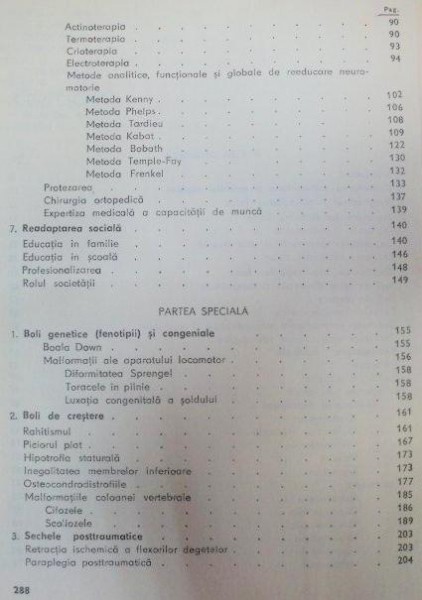 Pag.
Actinoterapia . . . . . . . . . . 90
Termoterapia . . . . . . . . . . 90
Crioterapia . . . . . . . . . . 93
Electroterapia . . . . . . . . . . 94
Metode analitice, funcționale și globale de reeducare neuro-
motorie
Metoda Kenny . . . . . . . . . . 102
Metoda Phelps . . . . . . . . . . 106
Metoda Tardieu . . . . . . . . . . 108
Metoda Kabat . . . . . . . . . . 109
Metoda Bobath . . . . . . . . . . 122
Metoda Temple-Fay . . . . . . . . . . 130
Metoda Frenkel . . . . . . . . . . 132
Protezarea . . . . . . . . . . 133
Chirurgia ortopedică . . . . . . . . . . 137
Expertiza medicală a capacității de muncă . . . . . . 139
7. Readaptarea socială . . . . . . . . . . 140
Educația în familie . . . . . . . . . . 140
Educația în școală . . . . . . . . . . 146
Profesionalizarea . . . . . . . . . . 148
Rolul societății . . . . . . . . . . 149
PARTEA SPECIALA
1. Boli genetice (fenotipii) și congeniale . . . . . . 155
Boala Down . . . . . . . . . . 155
Malformații ale aparatului locomotor . . . . . . . 156
Diformitatea Sprengel . . . . . . . . 158
Toracele în pîlnie . . . . . . . . 158
Luxația congenitală a șoldului . . . . . . . 158
2. Boli de creștere . . . . . . . . . . 161
Rahitismul . . . . . . . . . . 161
Piciorul plat . . . . . . . . . . 167
Hipotrofia staturală . . . . . . . . . . 173
Inegalitatea membrelor inferioare . . . . . . . . 173
Osteocondrodistrofiile . . . . . . . . . . 177
Malformațiile coloanei vertebrale . . . . . . . . 185
Cifozele . . . . . . . . . . 186
Scoliozele . . . . . . . . . . 189
3. Sechele posttraumatice . . . . . . . . . . 203
Retracția ischemică a flexorilor degetelor . . . . . . 203
Paraplegia posttraumatică . . . . . . . . . . 204
288